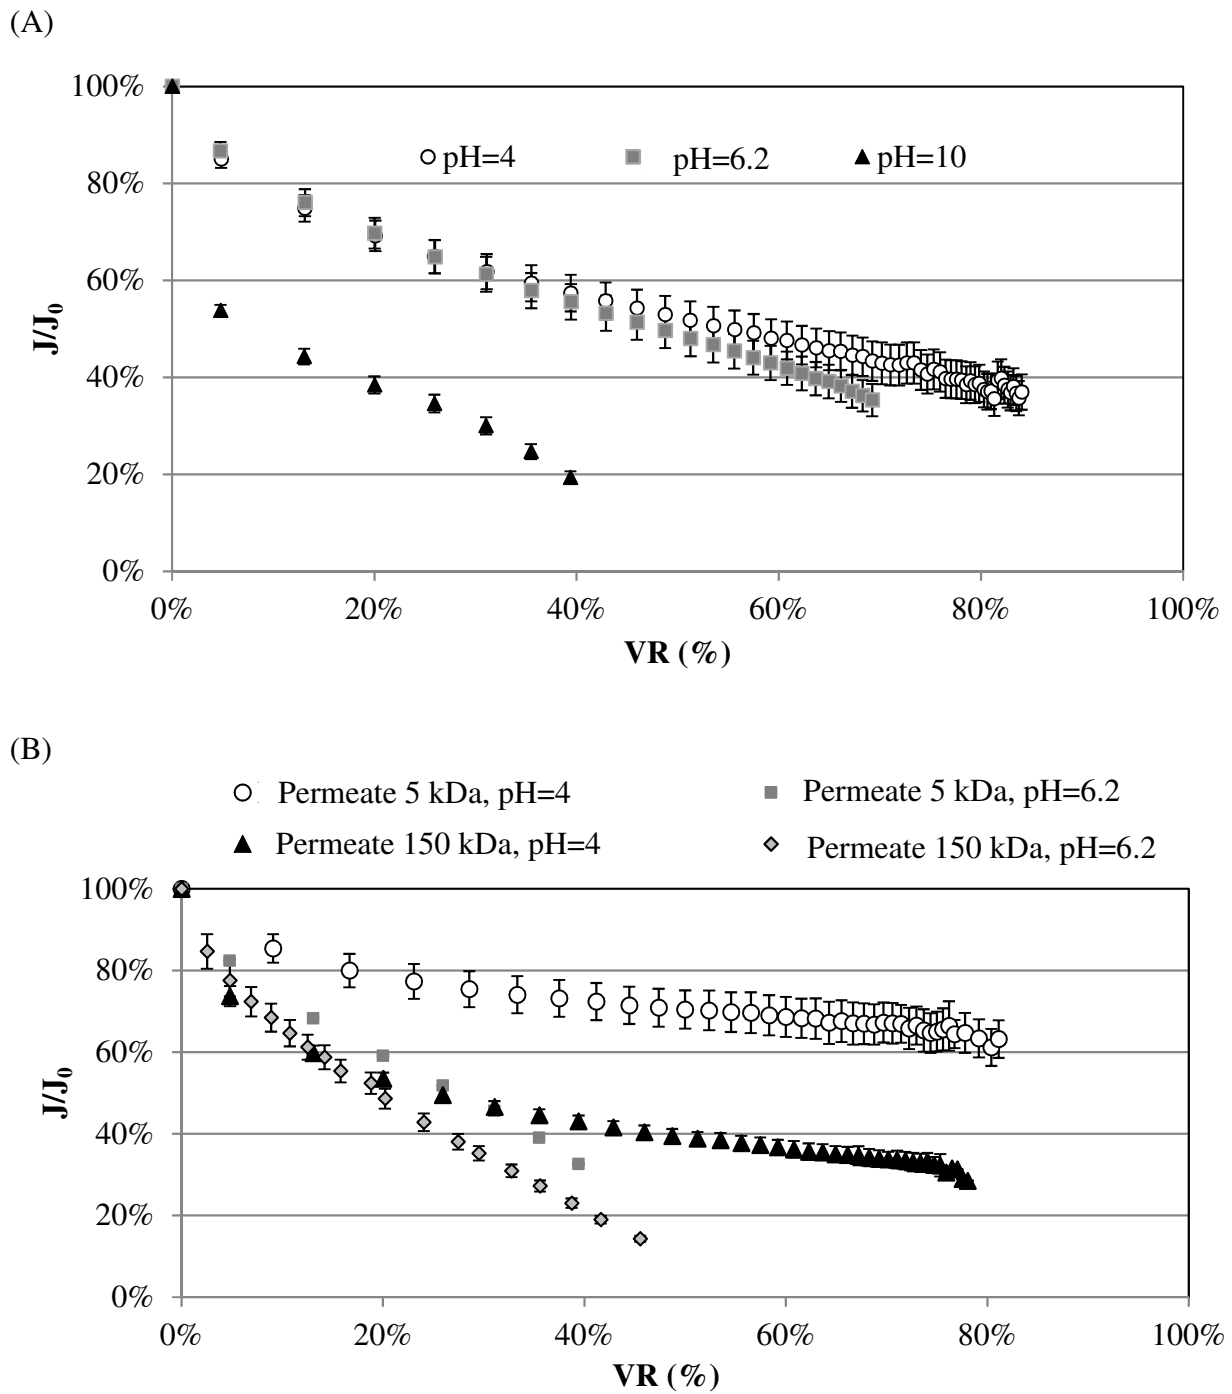 (A)
100%
pH=4 pH=6.2 pH=10
80%
60%
J/J0
40%
20%
0%
0% 20% 40% 60% 80% 100%
VR (%)
(B)
Permeate 5 kDa, pH=4 Permeate 5 kDa, pH=6.2
Permeate 150 kDa, pH=4 Permeate 150 kDa, pH=6.2
100%
80%
60%
J/J0
40%
20%
0%
0% 20% 40% 60% 80% 100%
VR (%)